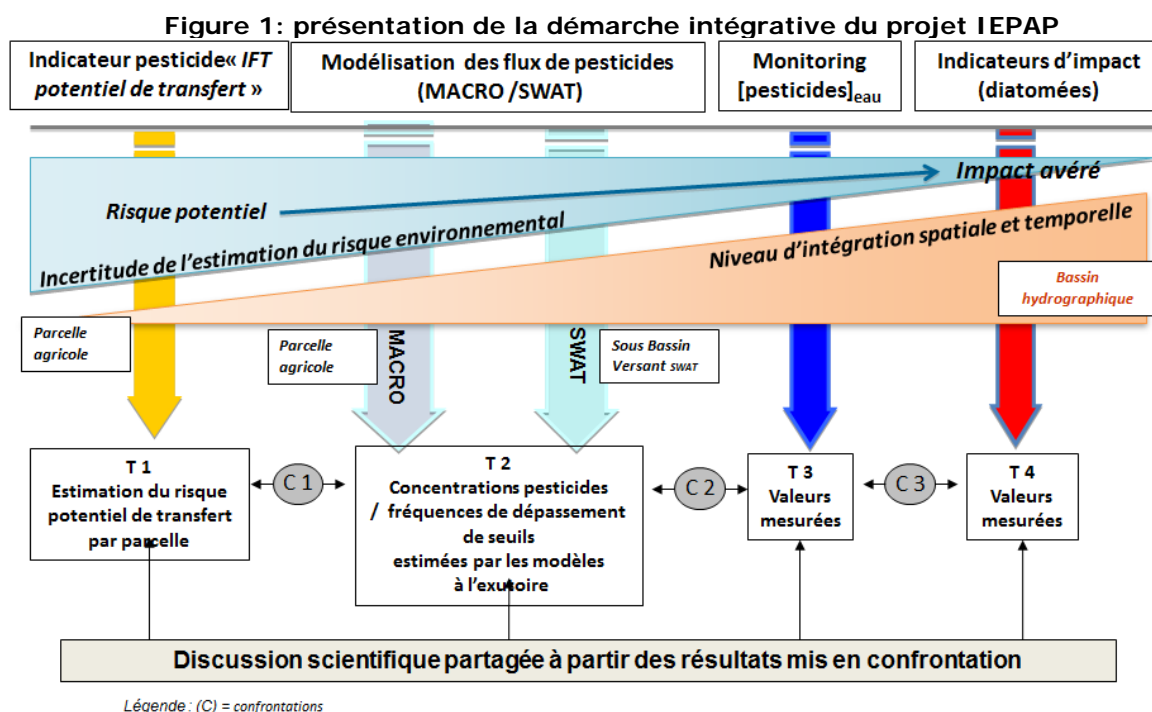 Figure 1: présentation de la démarche intégrative du projet IEPAP
Indicateur pesticide« IFT
potentiel de transfert »
Modélisation des flux de pesticides
(MACRO /SWAT)
Monitoring
[pesticides]eau
Indicateurs d'impact
(diatomées)
Risque potentiel
Impact avéré
Incertitude de l'estimation du risque environnemental
Niveau d'intégration spatiale et temporelle
Bassin
hydrographique
Parcelle
agricole
Parcelle
agricole
MACRO
SWAT
Sous Bassin
Versant SWAT
T 1
Estimation du risque
potentiel de transfert
par parcelle
C 1
T 2
Concentrations pesticides
/ fréquences de dépassement
de seuils
estimées par les modèles
à l'exutoire
C 2
T 3
Valeurs
mesurées
C 3
T 4
Valeurs
mesurées
Discussion scientifique partagée à partir des résultats mis en confrontation
Légende : (C) = confrontations